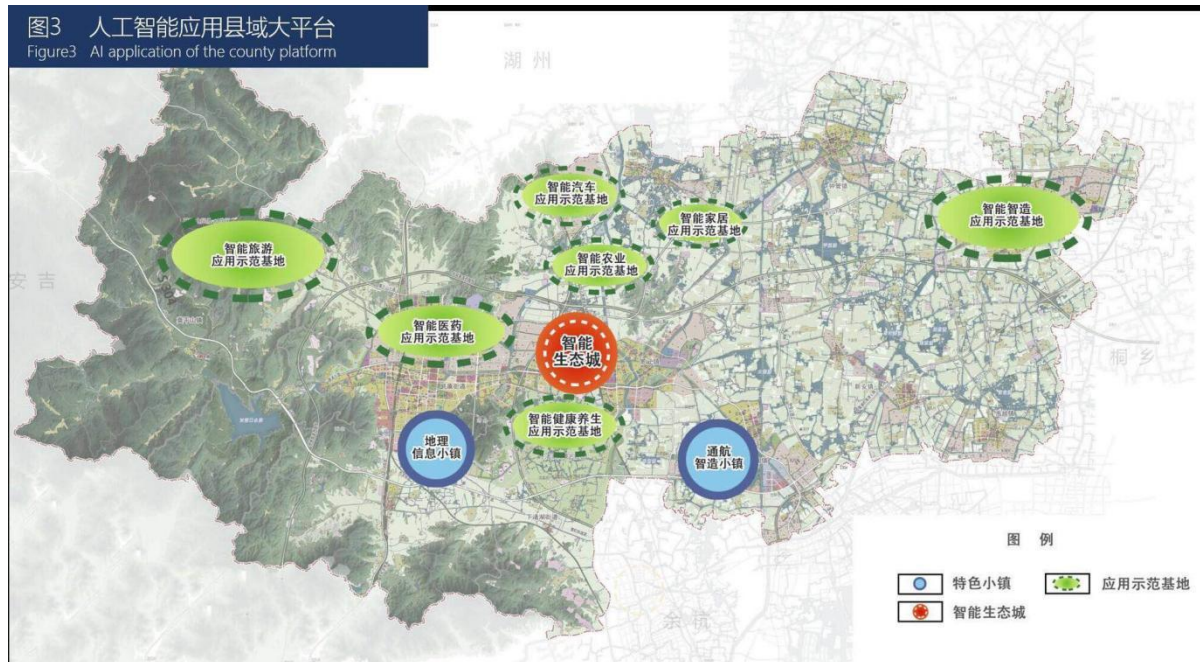 图3 人工智能应用县域大平台
Figure3 AI application of the county platform
湖州
智能汽车
应用示范基地
智能家居
应用示范基地
智能智造
应用示范基地
智能旅游
应用示范基地
智能农业
应用示范基地
安吉
智能医药
应用示范基地
智能
生态城
桐乡
智能健康养生
应用示范基地
地理
信息小镇
通航
智造小镇
余杭
图 例
特色小镇
应用示范基地
智能生态城